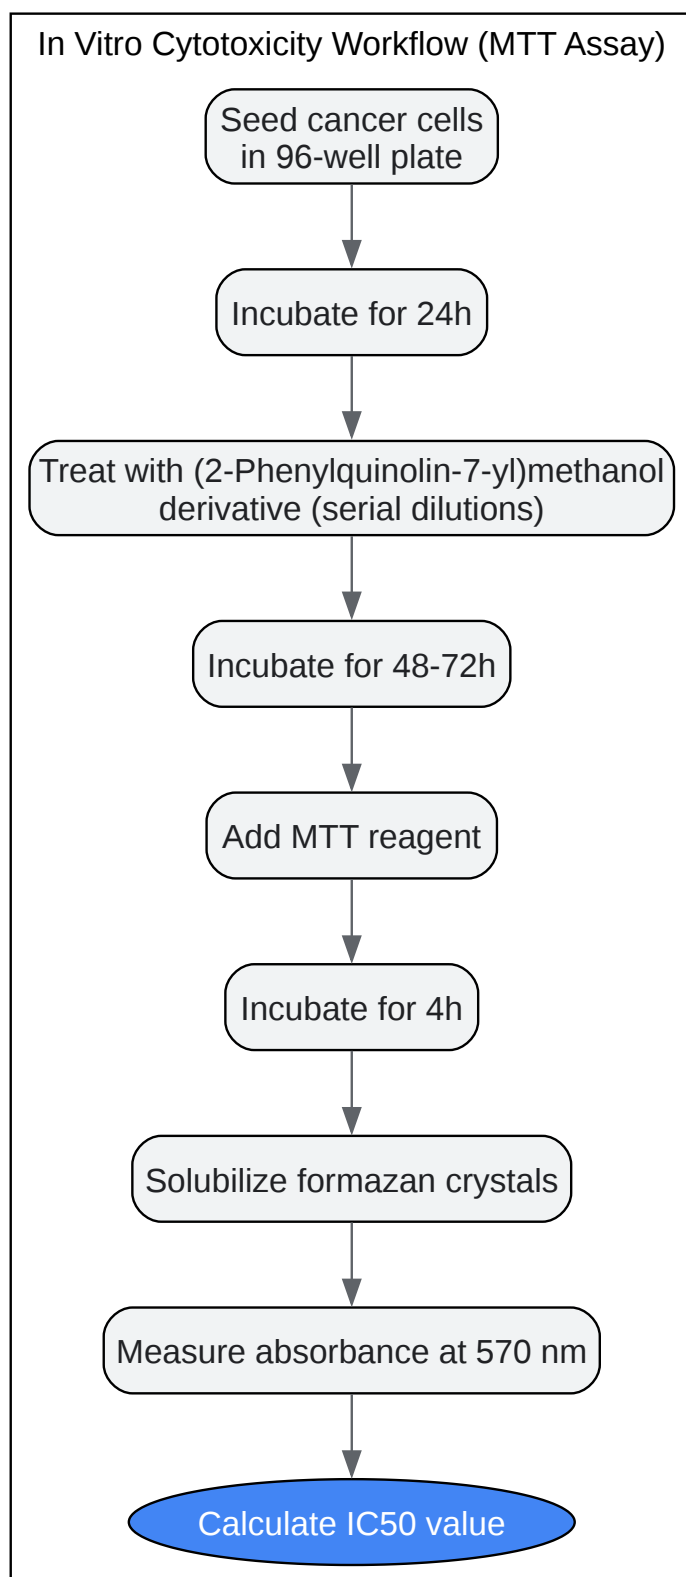 In Vitro Cytotoxicity Workflow (MTT Assay)
Seed cancer cells
in 96-well plate
Incubate for 24h
Treat with (2-Phenylquinolin-7-yl)methanol
derivative (serial dilutions)
Incubate for 48-72h
Add MTT reagent
Incubate for 4h
Solubilize formazan crystals
Measure absorbance at 570 nm
Calculate IC50 value